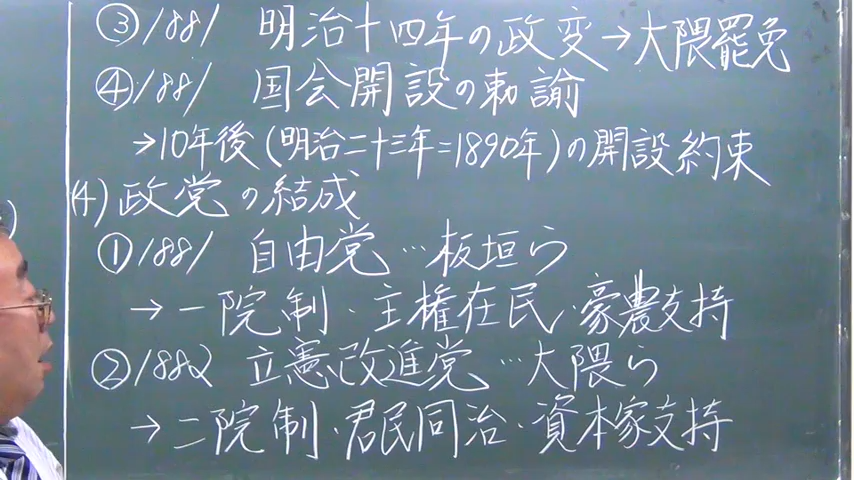 ③1881 明治十四年の政変→大隈罷免
④1881 国会開設の勅諭
→10年後(明治二十三年=1890年)の開設約束
(4)政党の結成
①1881 自由党…板垣ら
→一院制・主権在民・豪農支持
②1882 立憲改進党…大隈ら
→二院制・君民同治・資本家支持